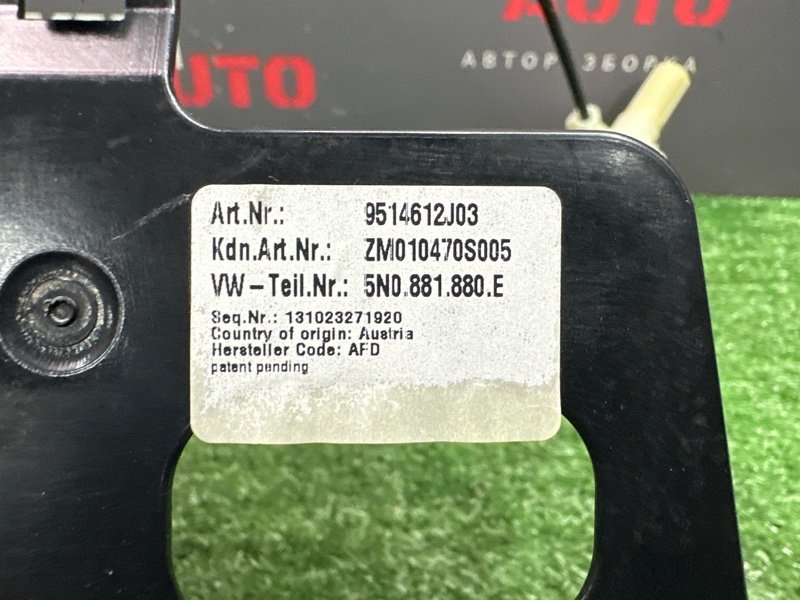 AUTO
АВТОР ЗБОРКА
UTO
Art.Nr.: 9514612J03
Kdn.Art.Nr.: ZM010470S005
VW-Teil.Nr.: 5N0.881.880.E
Seq.Nr.: 131023271920
Country of origin: Austria
Hersteller Code: AFD
patent pending